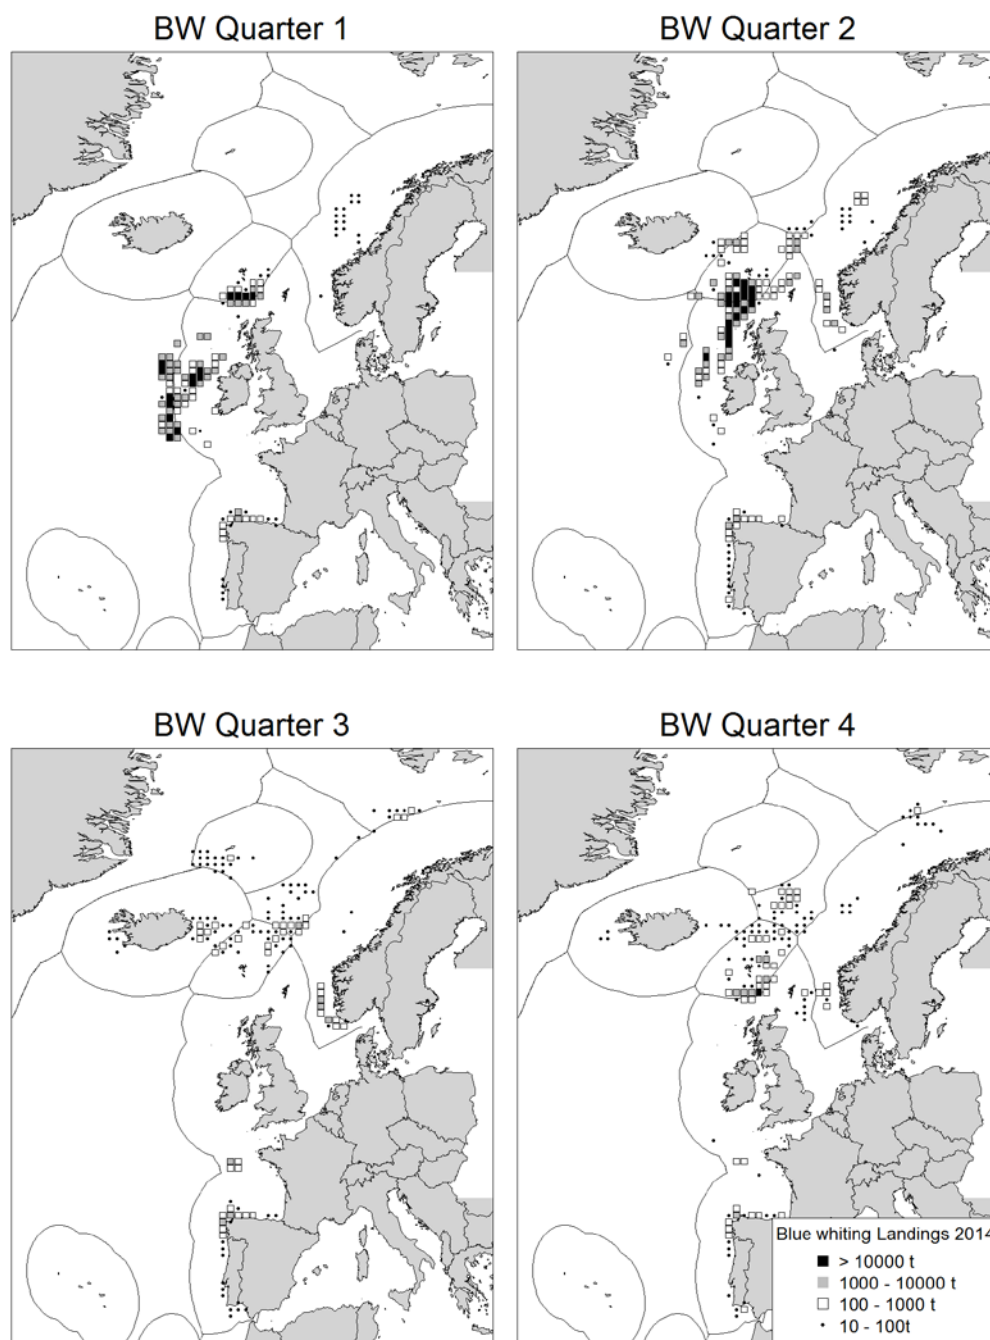 BW Quarter 1
BW Quarter 2
BW Quarter 3
BW Quarter 4
Blue whiting Landings 2014
> 10000 t
1000 - 10000 t
100 - 1000 t
10 - 100t